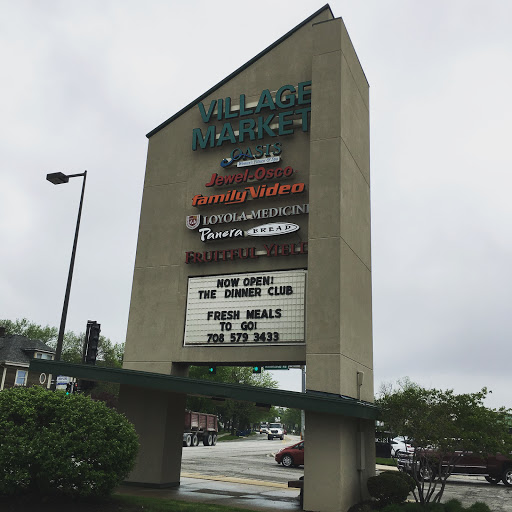 VILLAGE
MARKET
OASIS
Jewel-Osco
family Video
LOYOLA MEDICINE
Panera BREAD
FRUITFUL YIELD
NOW OPEN!
THE DINNER CLUB
FRESH MEALS
TO GO!
708 579 3433